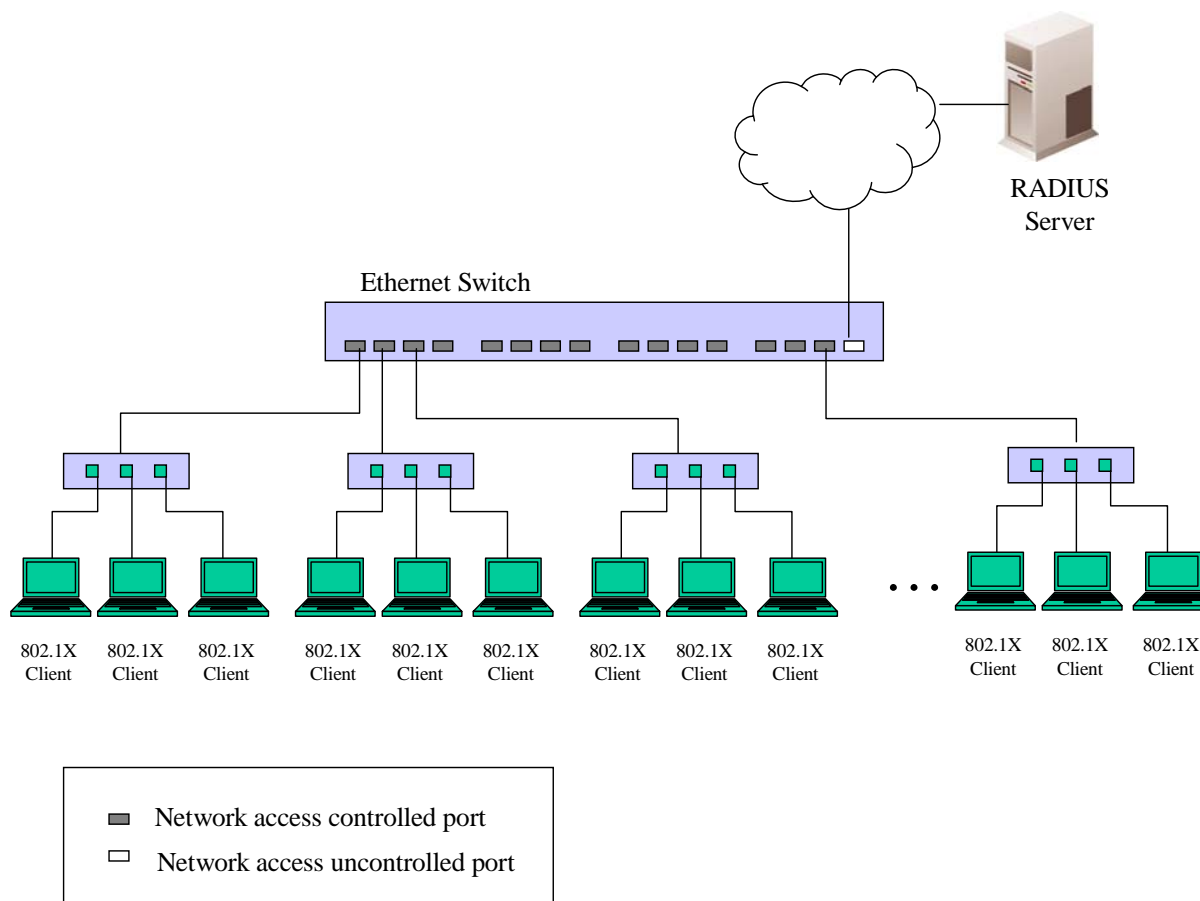 RADIUS
Server
Ethernet Switch
802.1X
Client
802.1X
Client
802.1X
Client
802.1X
Client
802.1X
Client
802.1X
Client
802.1X
Client
802.1X
Client
802.1X
Client
. . .
802.1X
Client
802.1X
Client
802.1X
Client
Network access controlled port
Network access uncontrolled port